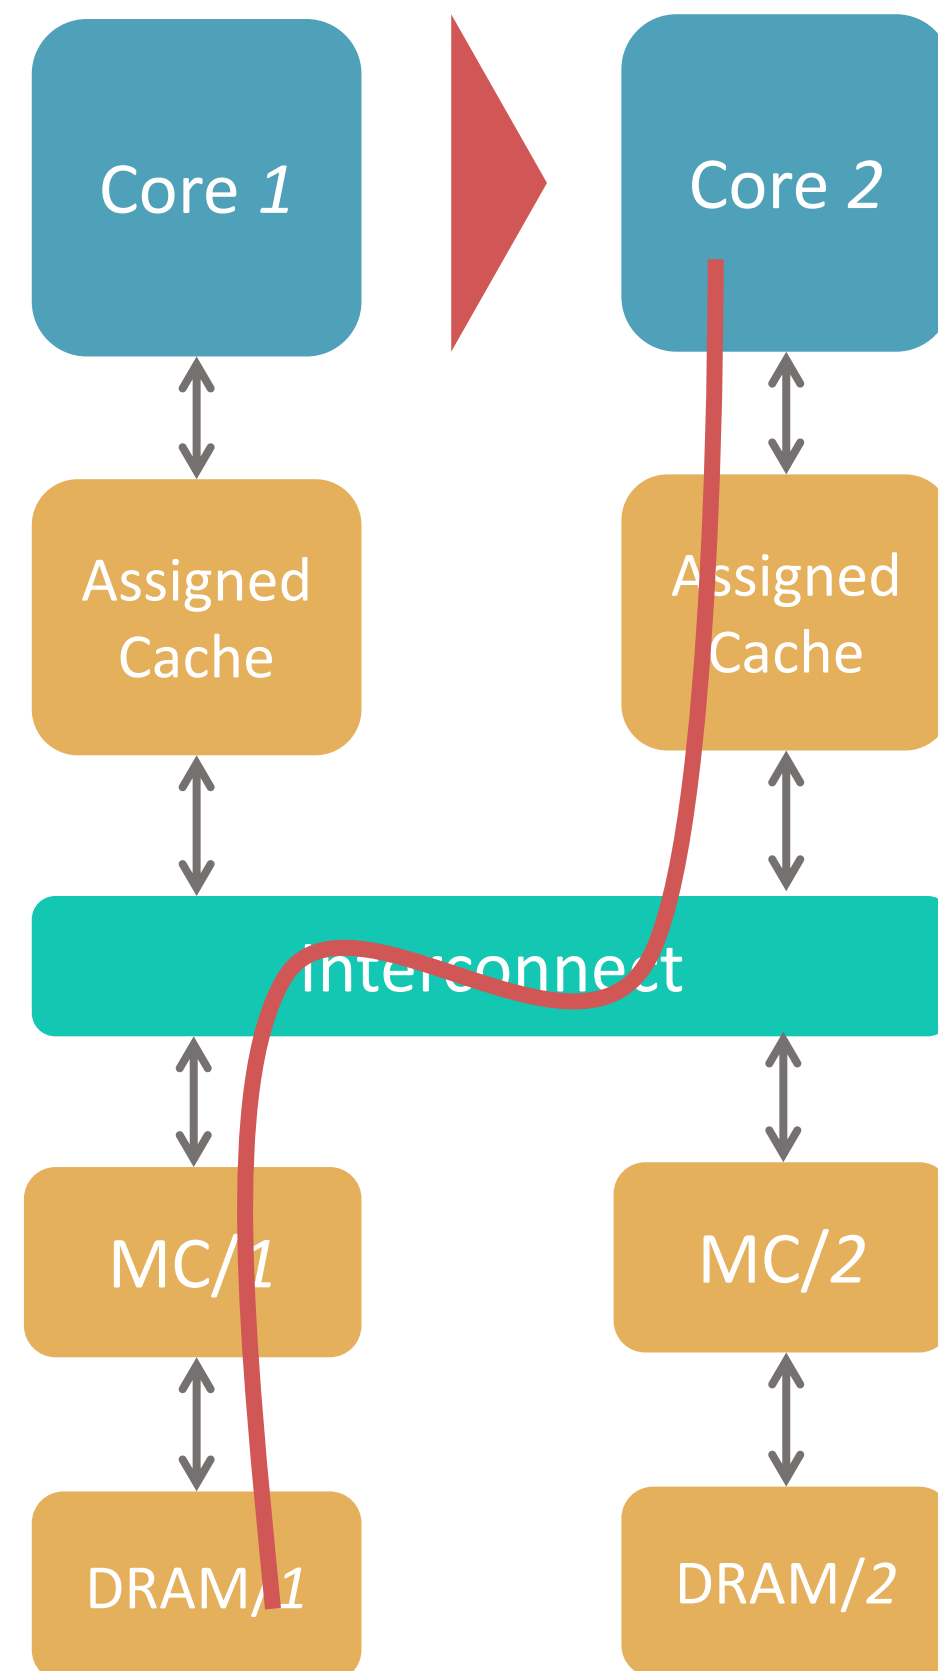 Core 1
Core 2
Assigned
Cache
Assigned
Cache
Interconnect
MC/1
MC/2
DRAM/1
DRAM/2